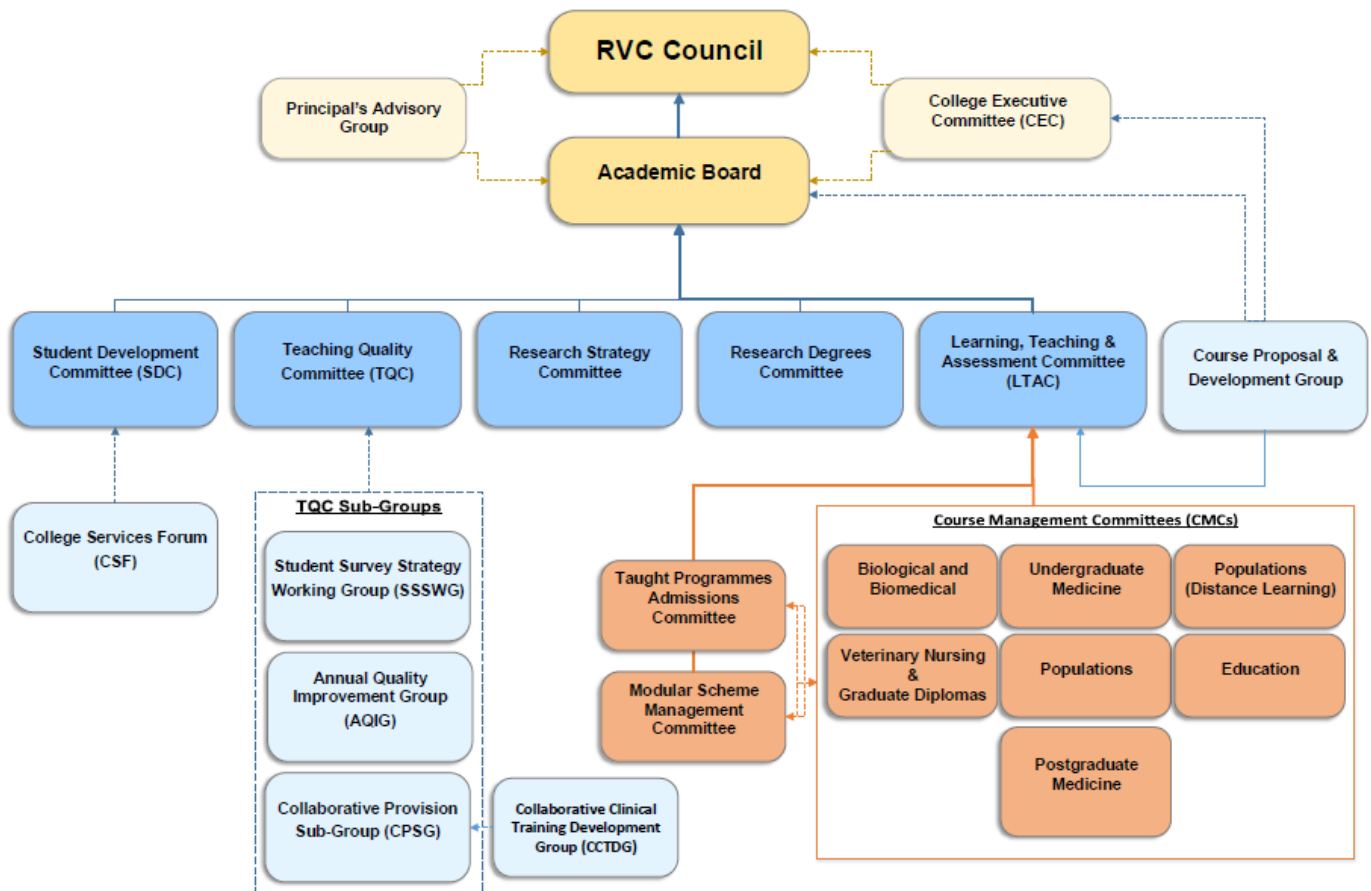 RVC Council
Principal's Advisory
Group
College Executive
Committee (CEC)
Academic Board
Student Development
Committee (SDC)
Teaching Quality
Committee (TQC)
Research Strategy
Committee
Research Degrees
Committee
Learning, Teaching &
Assessment Committee
(LTAC)
Course Proposal &
Development Group
College Services Forum
(CSF)
TQC Sub-Groups
Student Survey Strategy
Working Group (SSSWG)
Annual Quality
Improvement Group
(AQIG)
Collaborative Provision
Sub-Group (CPSG)
Collaborative Clinical
Training Development
Group (CCTDG)
Taught Programmes
Admissions
Committee
Modular Scheme
Management
Committee
Course Management Committees (CMCs)
Biological and
Biomedical
Undergraduate
Medicine
Populations
(Distance Learning)
Veterinary Nursing
&
Graduate Diplomas
Populations
Education
Postgraduate
Medicine